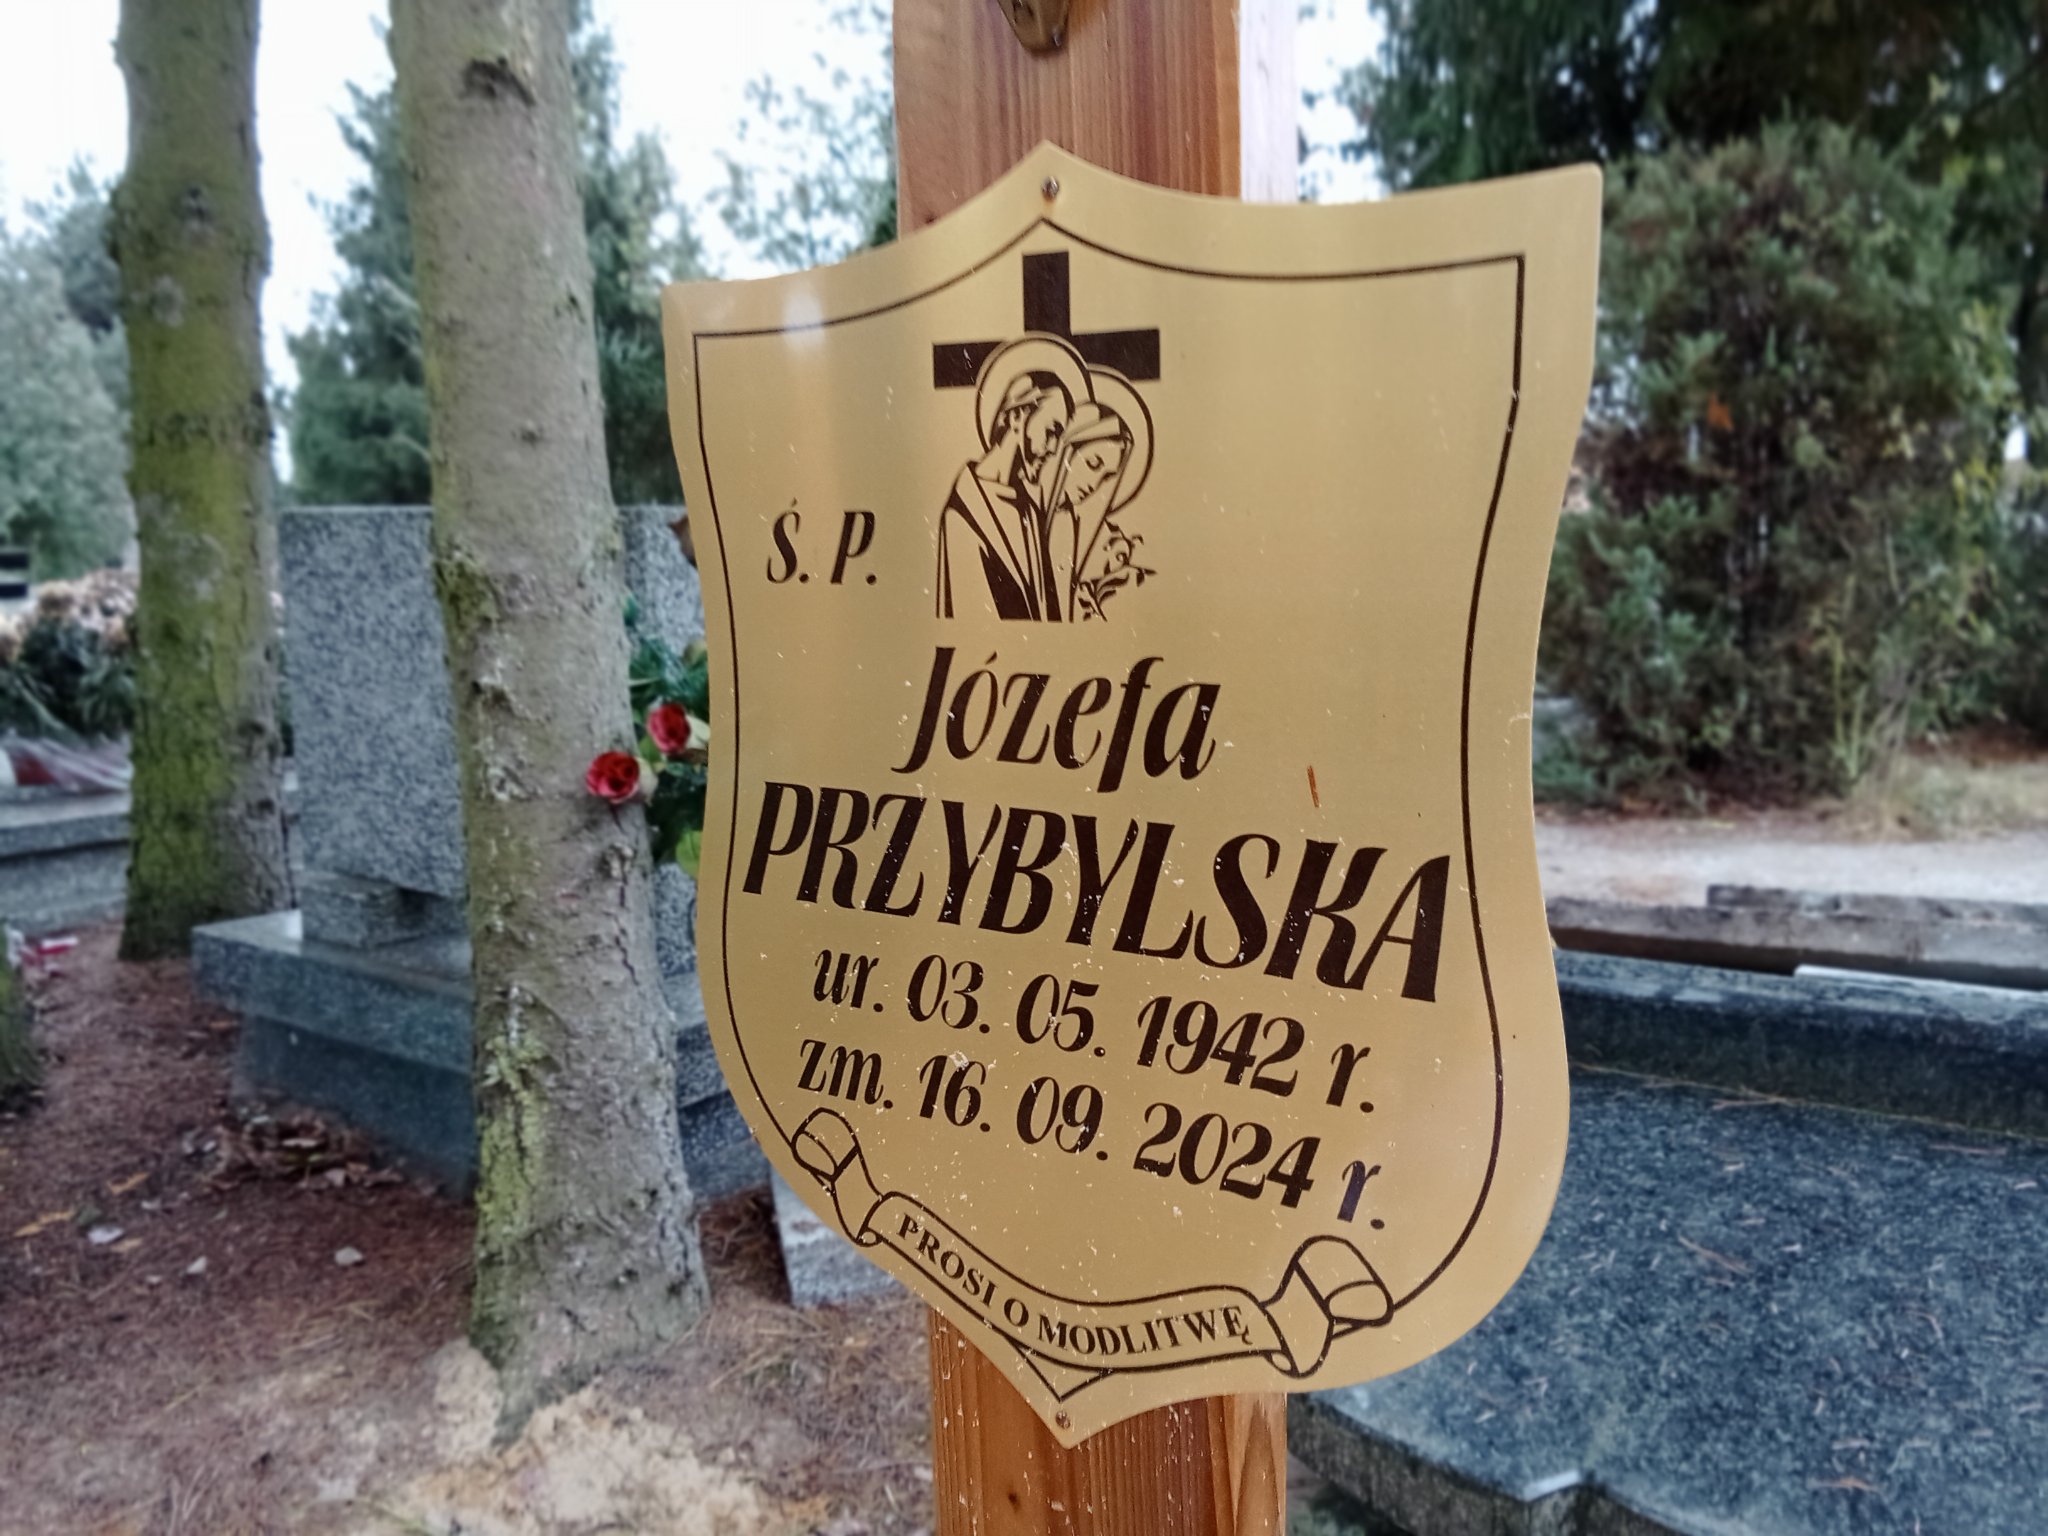 Ś. P.
Józefa
PRZYBYLSKA
ur. 03. 05. 1942 r.
zm. 16. 09. 2024 r.
PROSI O MODLITWĘ